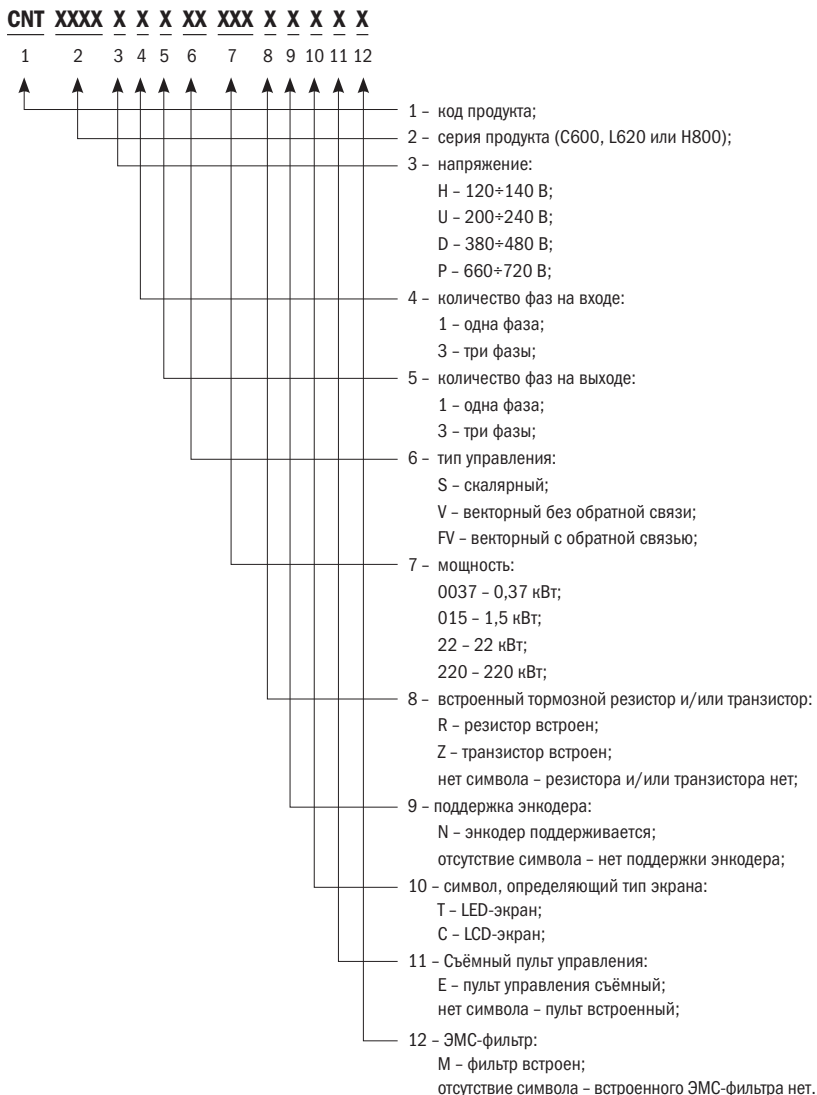 CNT XXXX X X X XX XXX X X X X X
1 2 3 4 5 6 7 8 9 10 11 12
1 – код продукта;
2 – серия продукта (C600, L620 или H800);
3 – напряжение:
H – 120÷140 В;
U – 200÷240 В;
D – 380÷480 В;
P – 660÷720 В;
4 – количество фаз на входе:
1 – одна фаза;
3 – три фазы;
5 – количество фаз на выходе:
1 – одна фаза;
3 – три фазы;
6 – тип управления:
S – скалярный;
V – векторный без обратной связи;
FV – векторный с обратной связью;
7 – мощность:
0037 – 0,37 кВт;
015 – 1,5 кВт;
22 – 22 кВт;
220 – 220 кВт;
8 – встроенный тормозной резистор и/или транзистор:
R – резистор встроен;
Z – транзистор встроен;
нет символа – резистора и/или транзистора нет;
9 – поддержка энкодера:
N – энкодер поддерживается;
отсутствие символа – нет поддержки энкодера;
10 – символ, определяющий тип экрана:
T – LED-экран;
C – LCD-экран;
11 – Съёмный пульт управления:
E – пульт управления съёмный;
нет символа – пульт встроенный;
12 – ЭМС-фильтр:
M – фильтр встроен;
отсутствие символа – встроенного ЭМС-фильтра нет.